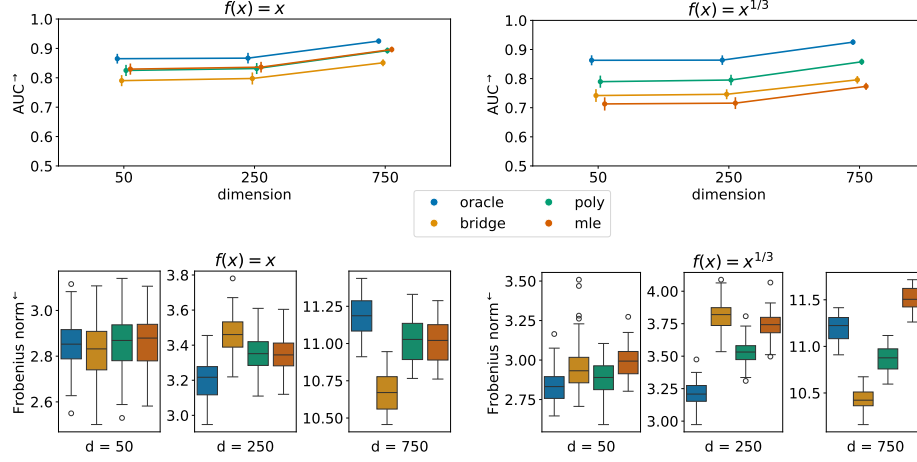 f(x) = x
f(x) = x^{1/3}
AUC→
1.0
0.9
0.8
0.7
0.6
0.5
50
250
750
dimension
AUC→
1.0
0.9
0.8
0.7
0.6
0.5
50
250
750
dimension
oracle
poly
bridge
mle
f(x) = x
Frobenius norm←
3.0
2.8
2.6
d = 50
3.8
3.6
3.4
3.2
3.0
d = 250
11.25
11.00
10.75
10.50
d = 750
f(x) = x^{1/3}
Frobenius norm←
3.50
3.25
3.00
2.75
d = 50
4.00
3.75
3.50
3.25
3.00
d = 250
11.5
11.0
10.5
d = 750